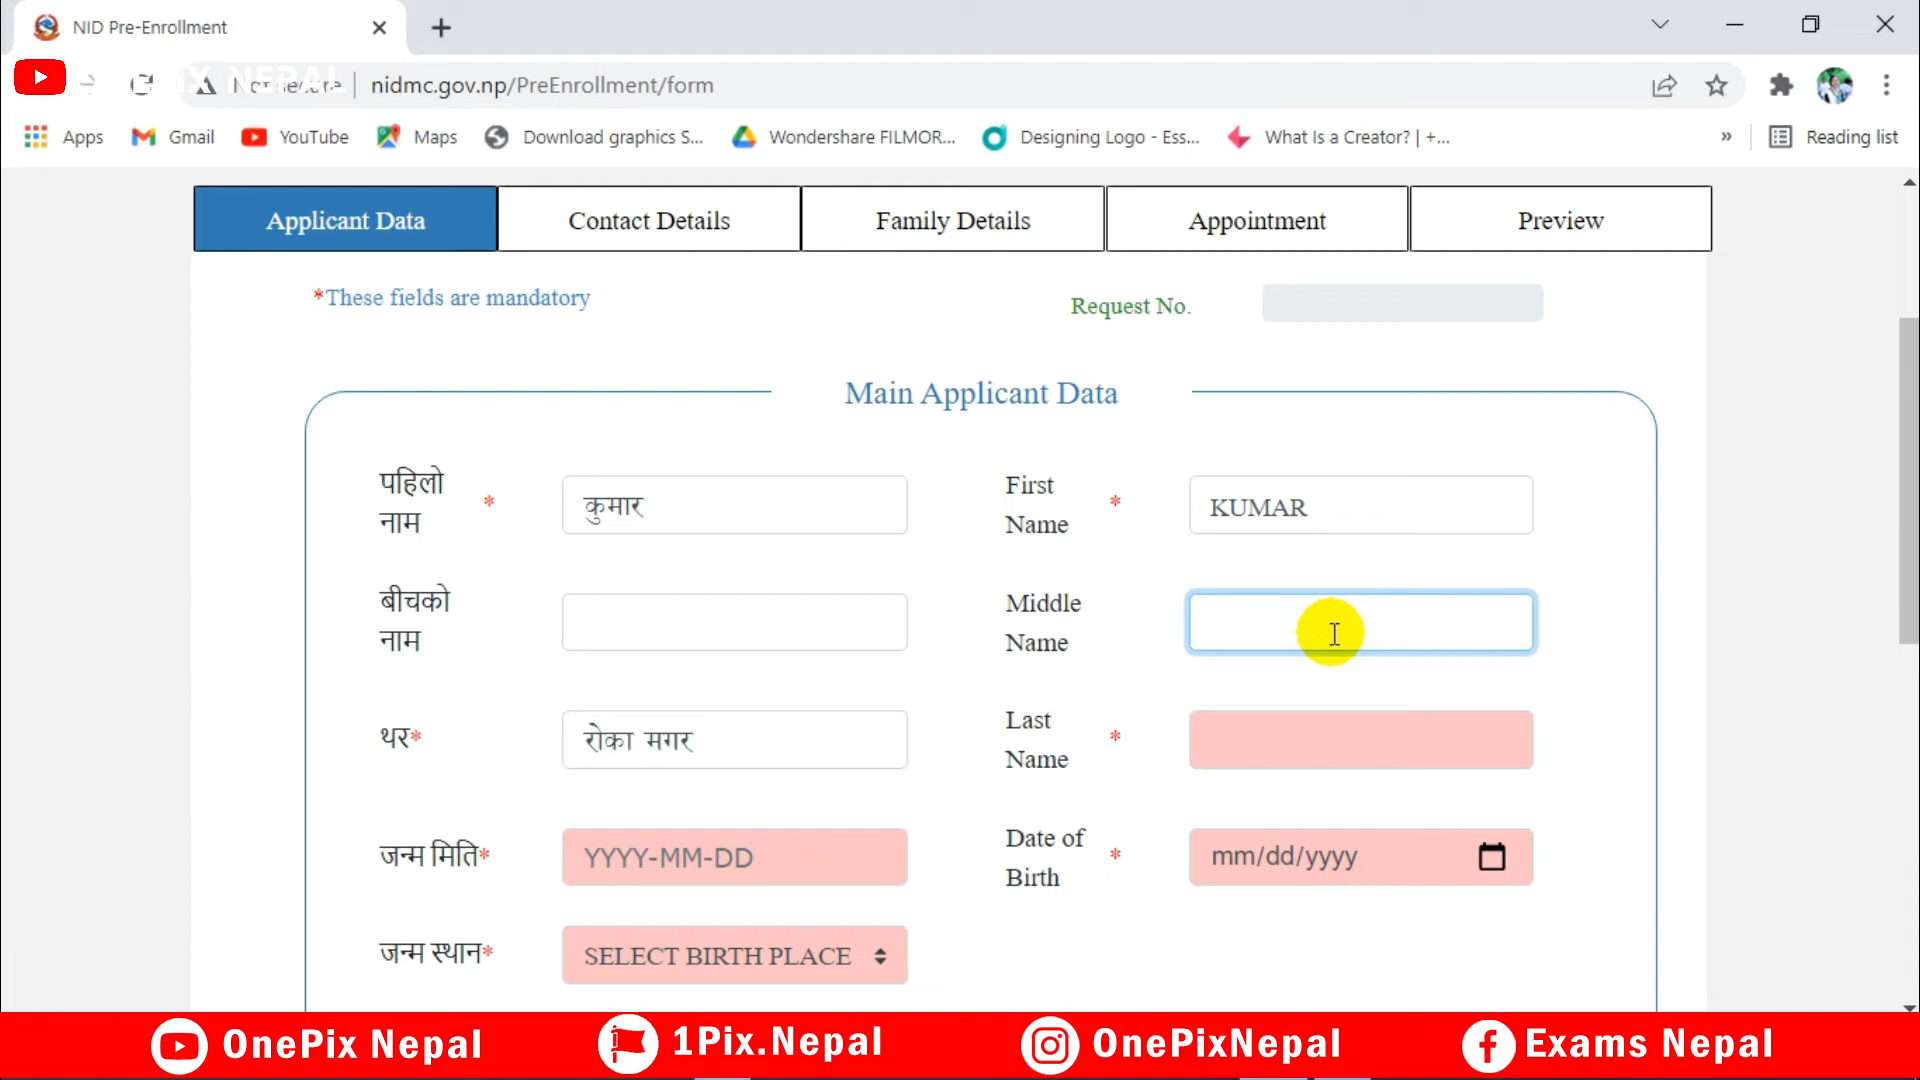 NID Pre-Enrollment
Not secure
nidmc.gov.np/PreEnrollment/form
Apps
Gmail
YouTube
Maps
Download graphics S...
Wondershare FILMOR...
Designing Logo - Ess...
What Is a Creator? | +...
»
Reading list
Applicant Data
Contact Details
Family Details
Appointment
Preview
*These fields are mandatory
Request No.
Main Applicant Data
पहिलो
नाम *
कुमार
First
Name *
KUMAR
बीचको
नाम
Middle
Name
थर*
रोका मगर
Last
Name *
जन्म मिति*
YYYY-MM-DD
Date of
Birth *
mm/dd/yyyy
जन्म स्थान*
SELECT BIRTH PLACE
OnePix Nepal
1Pix.Nepal
OnePixNepal
Exams Nepal